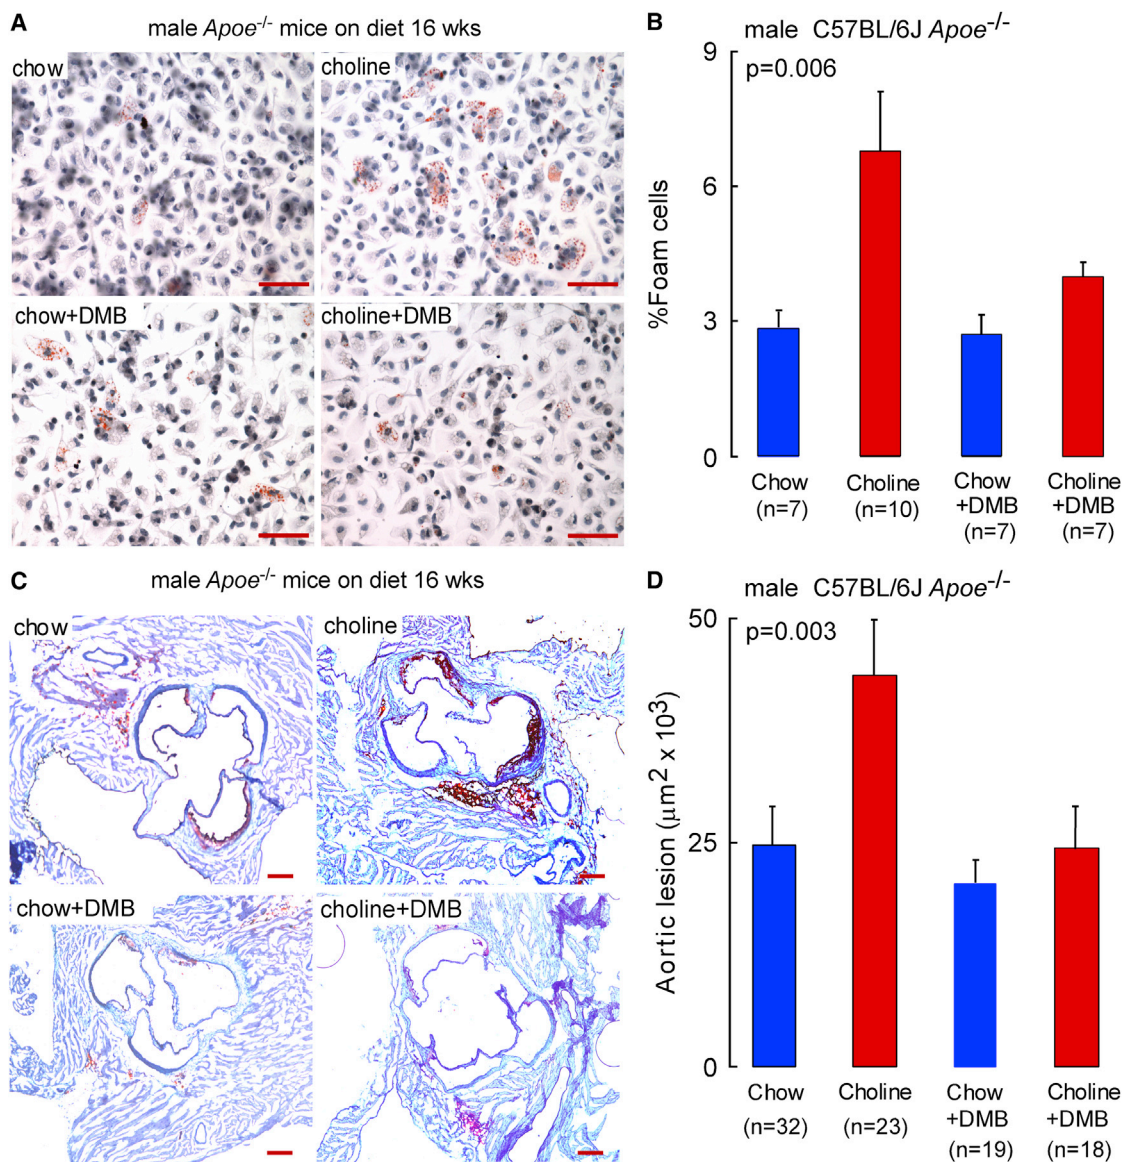 A
male Apoe-/- mice on diet 16 wks
chow
choline
chow+DMB
choline+DMB
B
male C57BL/6J Apoe-/-
p=0.006
9
6
3
0
%Foam cells
Chow
(n=7)
Choline
(n=10)
Chow
+DMB
(n=7)
Choline
+DMB
(n=7)
C
male Apoe-/- mice on diet 16 wks
chow
choline
chow+DMB
choline+DMB
D
male C57BL/6J Apoe-/-
p=0.003
50
25
0
Aortic lesion (μm2 x 103)
Chow
(n=32)
Choline
(n=23)
Chow
+DMB
(n=19)
Choline
+DMB
(n=18)